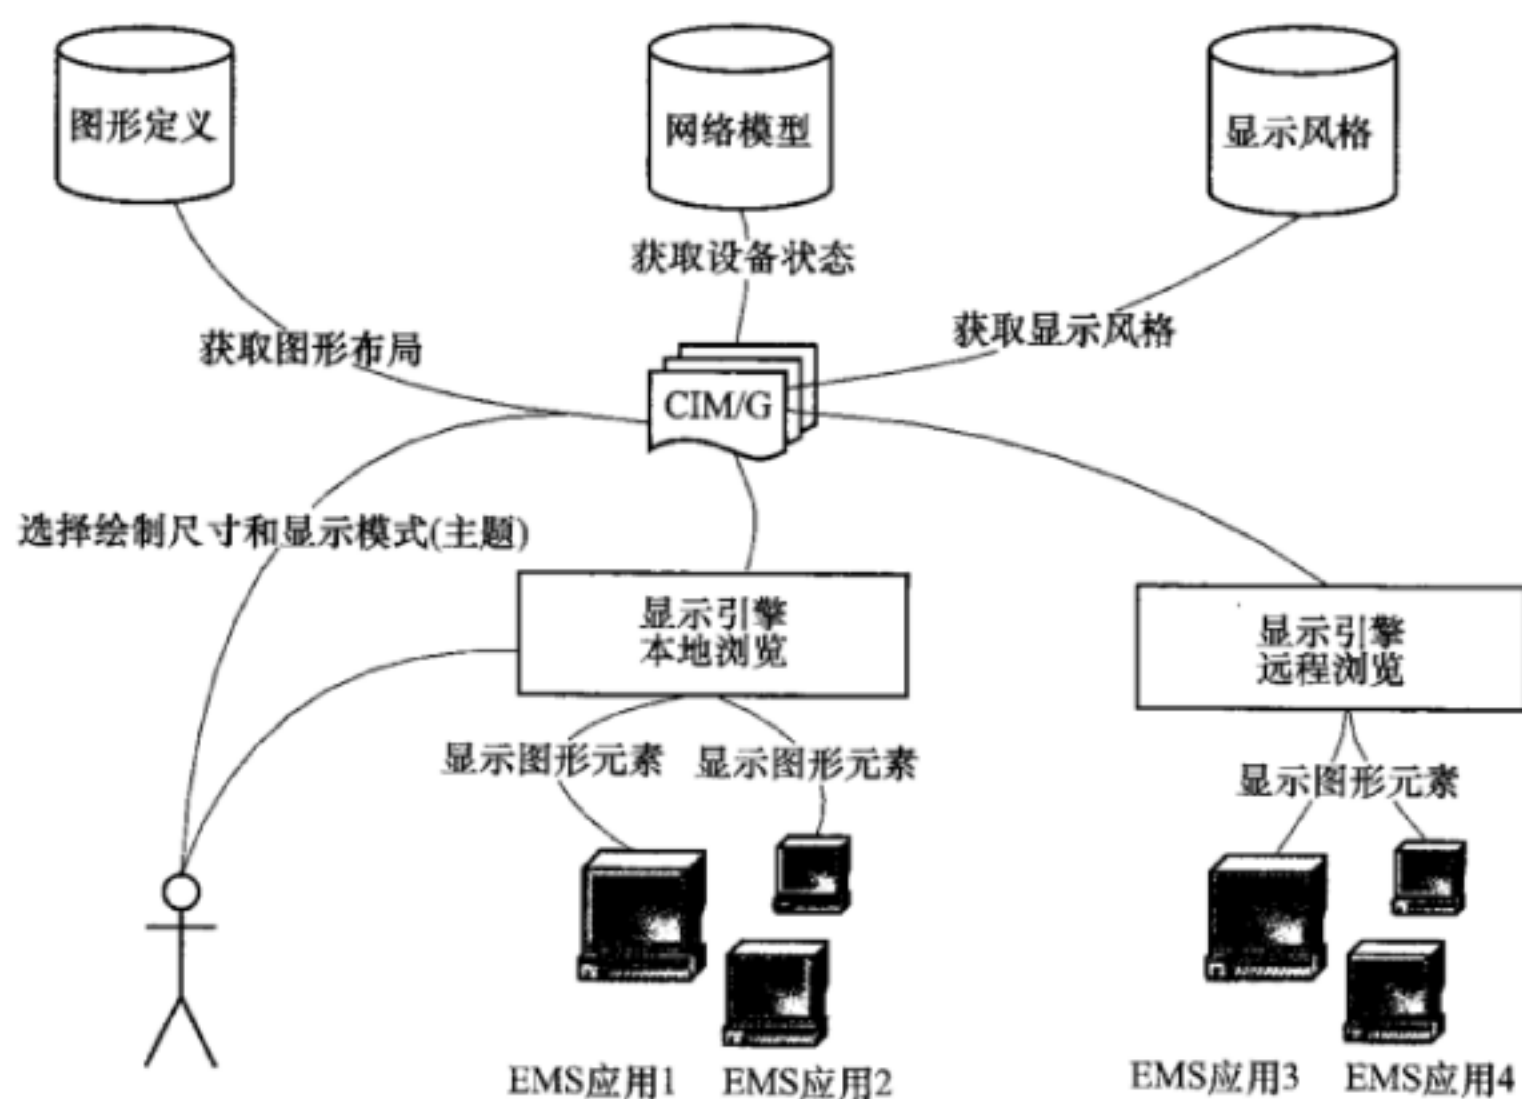 图形定义
网络模型
显示风格
获取设备状态
获取图形布局
获取显示风格
CIM/G
选择绘制尺寸和显示模式(主题)
显示引擎
本地浏览
显示引擎
远程浏览
显示图形元素
显示图形元素
显示图形元素
EMS应用1
EMS应用2
EMS应用3
EMS应用4